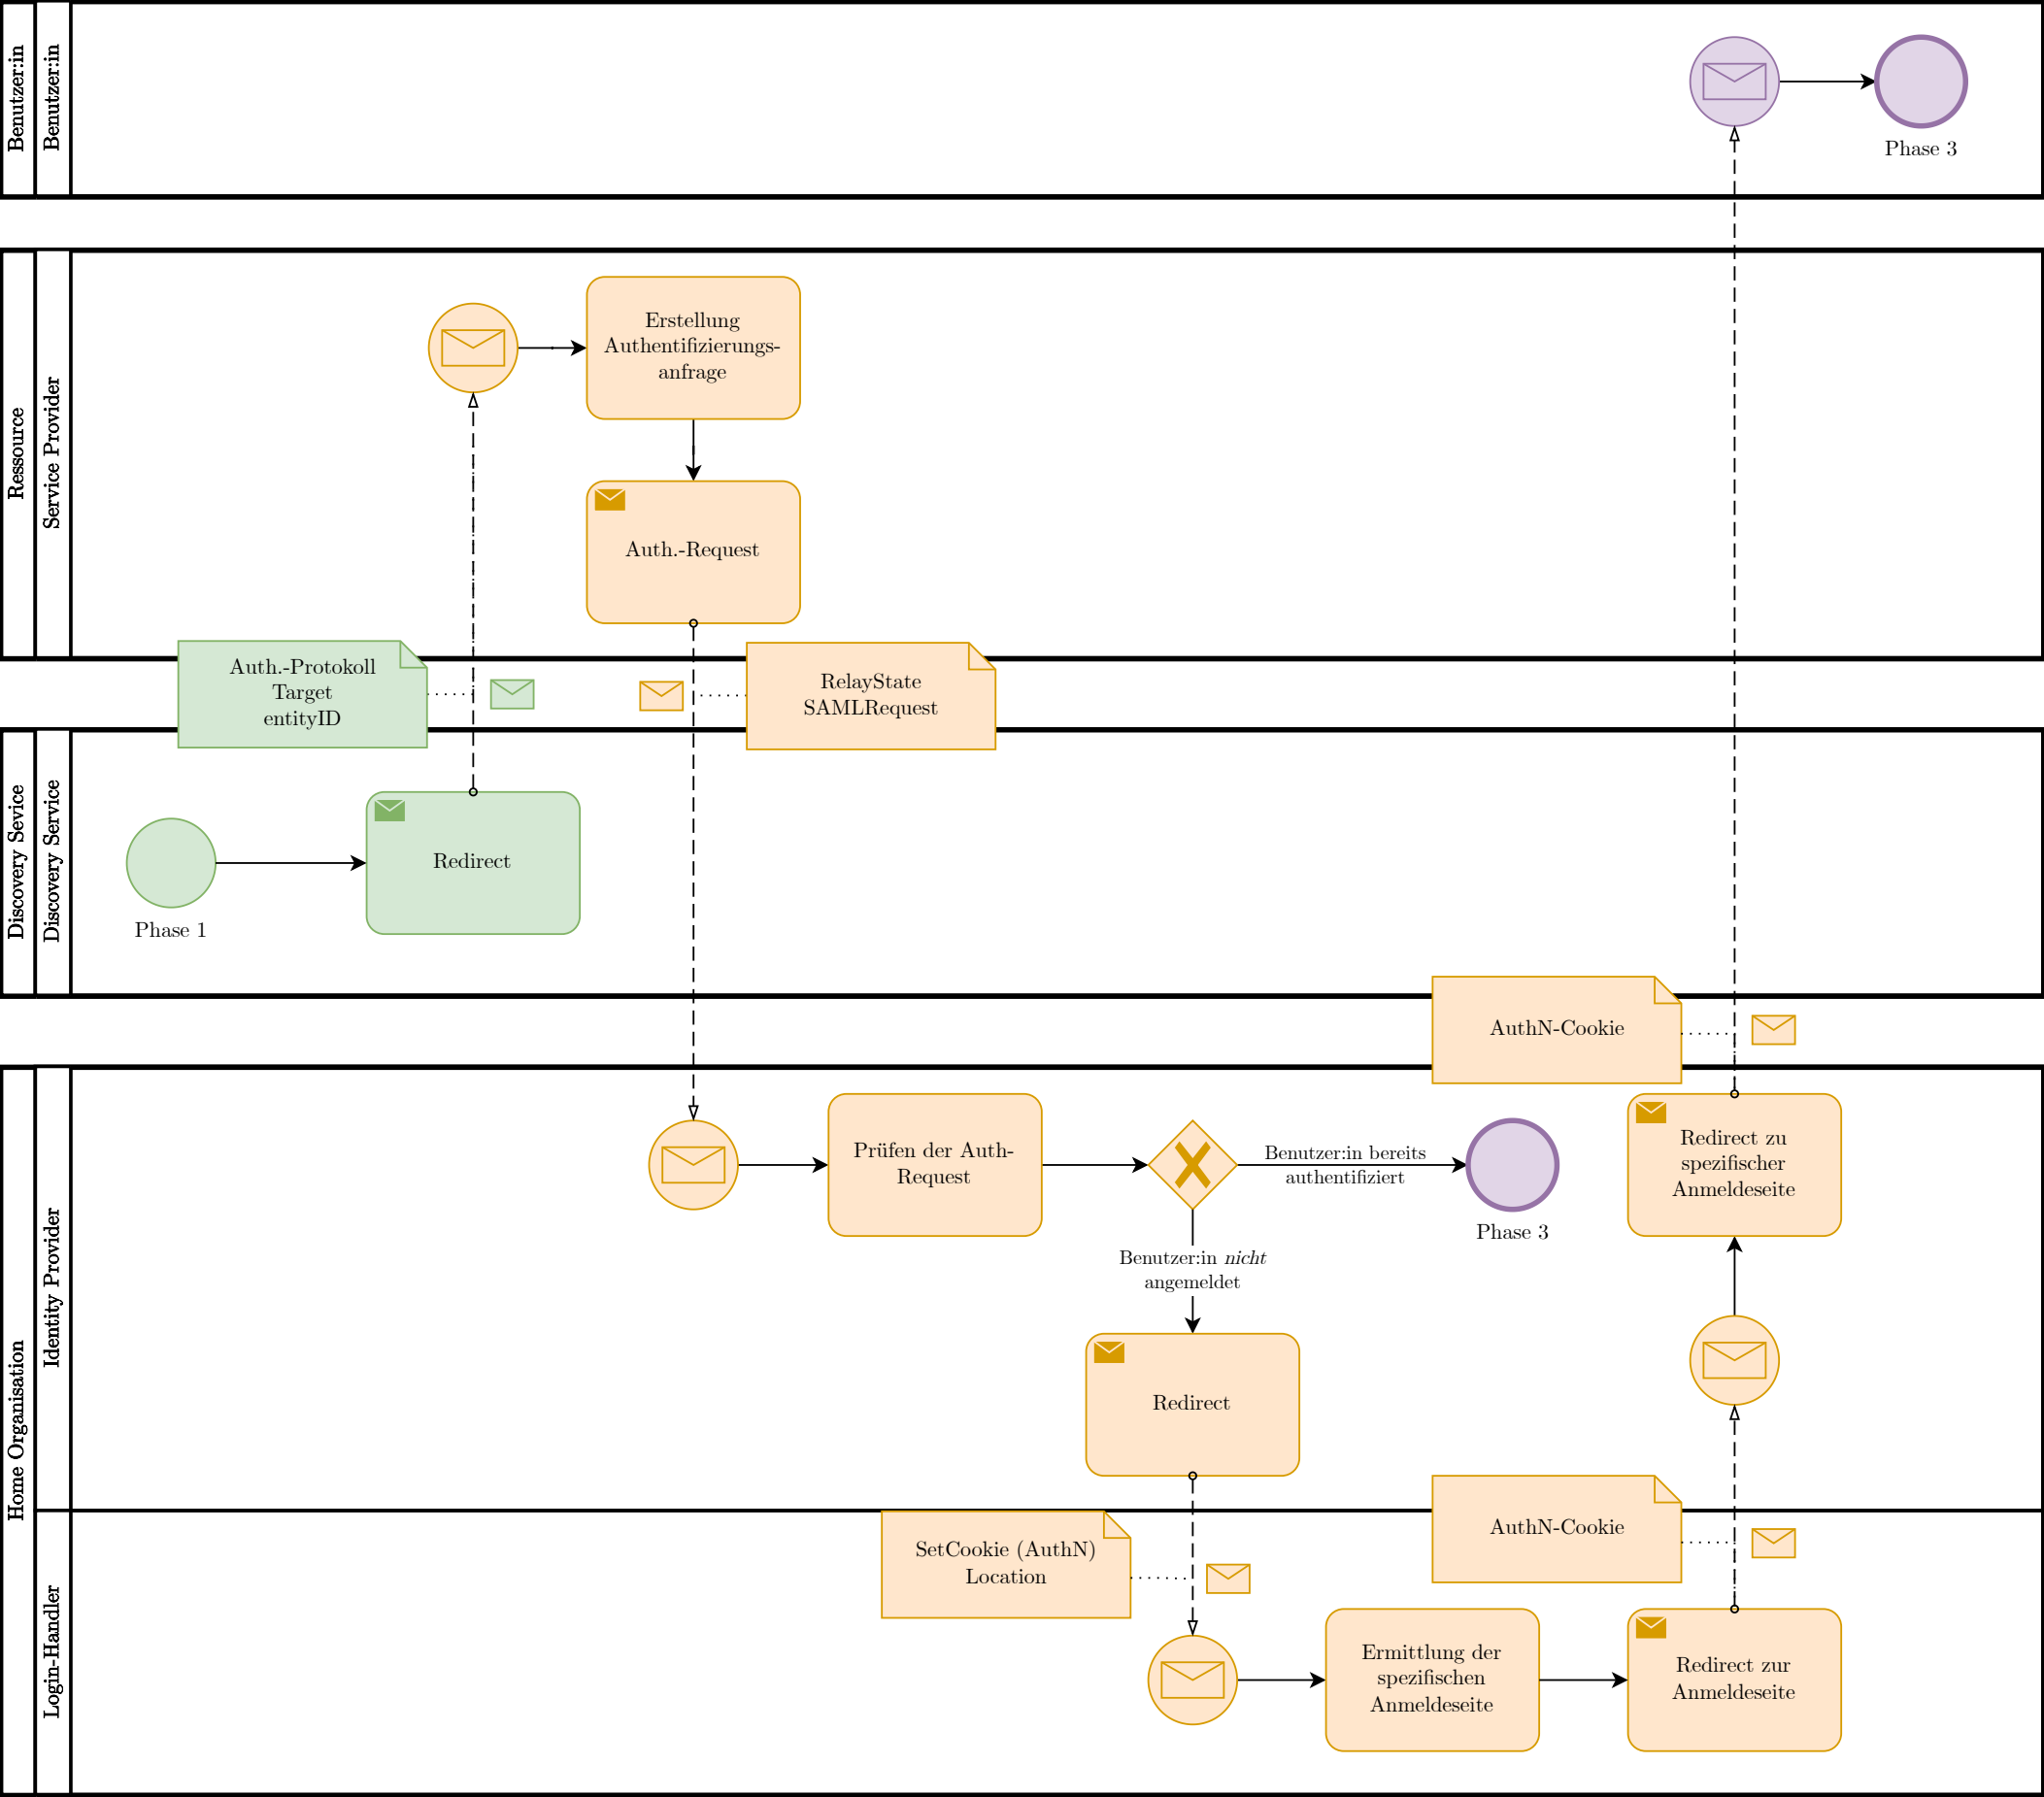 Benutzer:in
Benutzer:in
Phase 3
Ressource
Service Provider
Erstellung
Authentifizierungs-
anfrage
Auth.-Request
Auth.-Protokoll
Target
entityID
RelayState
SAMLRequest
Discovery Sevice
Discovery Service
Phase 1
Redirect
AuthN-Cookie
Home Organisation
Identity Provider
Prüfen der Auth-
Request
Benutzer:in bereits
authentifiziert
Phase 3
Redirect zu
spezifischer
Anmeldeseite
Benutzer:in nicht
angemeldet
Redirect
Login-Handler
SetCookie (AuthN)
Location
AuthN-Cookie
Ermittlung der
spezifischen
Anmeldeseite
Redirect zur
Anmeldeseite